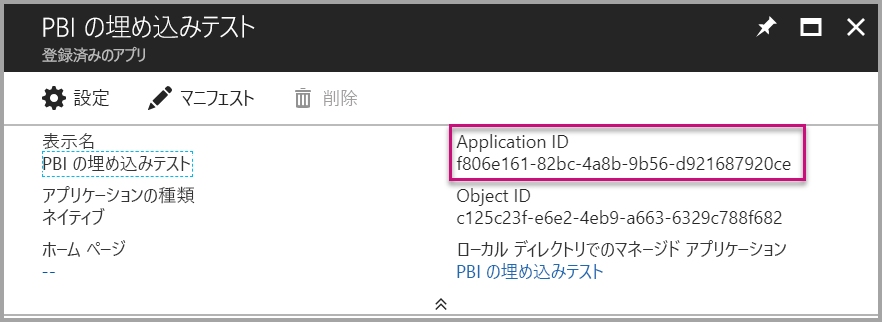 PBI の埋め込みテスト
登録済みのアプリ
設定
マニフェスト
削除
表示名
PBI の埋め込みテスト
Application ID
f806e161-82bc-4a8b-9b56-d921687920ce
アプリケーションの種類
ネイティブ
Object ID
c125c23f-e6e2-4eb9-a663-6329c788f682
ホーム ページ
--
ローカル ディレクトリでのマネージド アプリケーション
PBI の埋め込みテスト